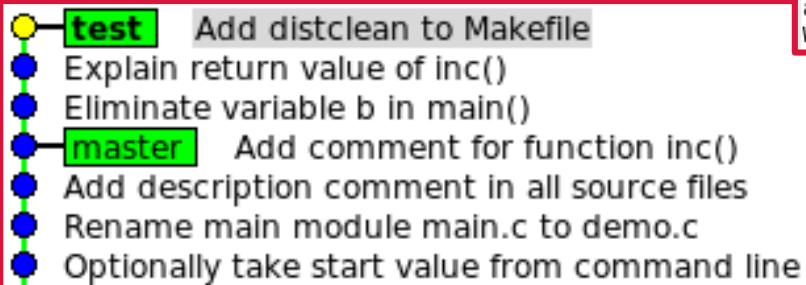 test Add distclean to Makefile
Explain return value of inc()
Eliminate variable b in main()
master Add comment for function inc()
Add description comment in all source files
Rename main module main.c to demo.c
Optionally take start value from command line